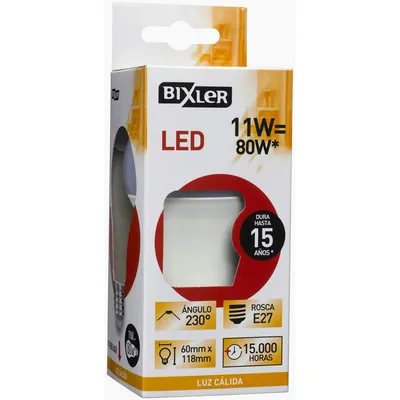 BIXLER
LED
11W=
80W*
DURA HASTA
15
AÑOS*
ÁNGULO
230°
ROSCA
E27
60mm x
118mm
15.000
HORAS
LUZ CÁLIDA